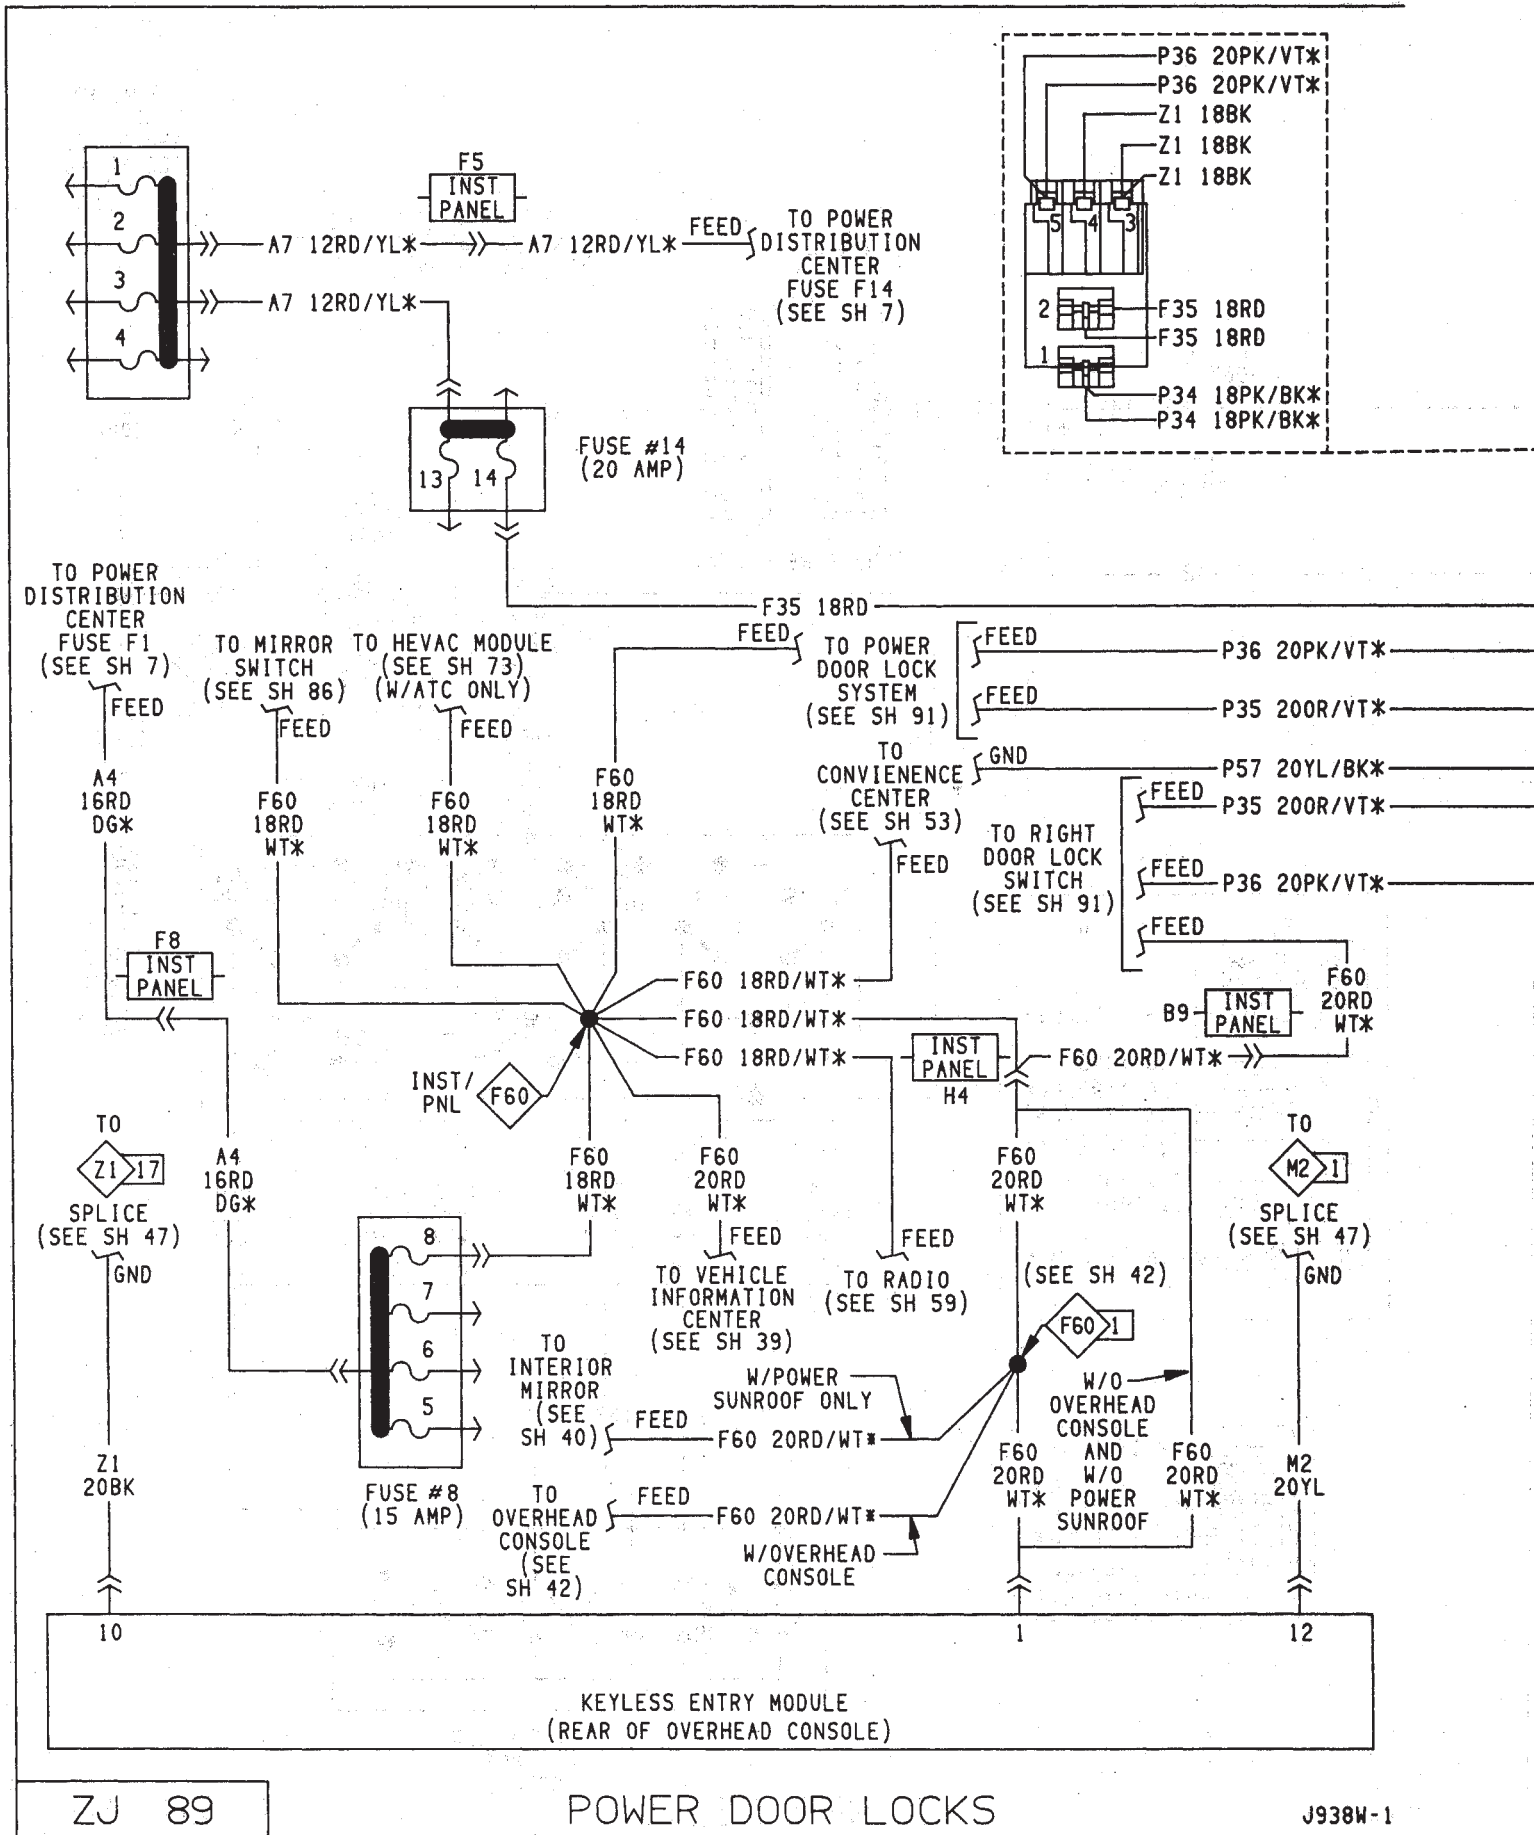 P36 20PK/VT*
P36 20PK/VT*
Z1 18BK
Z1 18BK
Z1 18BK
5 4 3
2
F35 18RD
F35 18RD
1
P34 18PK/BK*
P34 18PK/BK*
1
2
3
4
F5
INST
PANEL
A7 12RD/YL*
A7 12RD/YL*
FEED
TO POWER
DISTRIBUTION
CENTER
FUSE F14
(SEE SH 7)
A7 12RD/YL*
13 14
FUSE #14
(20 AMP)
F35 18RD
TO POWER
DISTRIBUTION
CENTER
FUSE F1
(SEE SH 7)
FEED
TO MIRROR
SWITCH
(SEE SH 86)
FEED
TO HEVAC MODULE
(SEE SH 73)
(W/ATC ONLY)
FEED
FEED
TO POWER
DOOR LOCK
SYSTEM
(SEE SH 91)
FEED
P36 20PK/VT*
FEED
P35 20OR/VT*
TO
CONVIENENCE
CENTER
(SEE SH 53)
FEED
GND
P57 20YL/BK*
TO RIGHT
DOOR LOCK
SWITCH
(SEE SH 91)
FEED
P35 20OR/VT*
FEED
P36 20PK/VT*
FEED
A4
16RD
DG*
F60
18RD
WT*
F60
18RD
WT*
F60
18RD
WT*
F8
INST
PANEL
F60 18RD/WT*
F60 18RD/WT*
F60 18RD/WT*
INST
PANEL
H4
F60 20RD/WT*
B9
INST
PANEL
F60
20RD
WT*
INST/
PNL
F60
TO
Z1 17
SPLICE
(SEE SH 47)
GND
A4
16RD
DG*
F60
18RD
WT*
F60
20RD
WT*
FEED
TO VEHICLE
INFORMATION
CENTER
(SEE SH 39)
FEED
TO RADIO
(SEE SH 59)
F60
20RD
WT*
(SEE SH 42)
F60 1
TO
M2 1
SPLICE
(SEE SH 47)
GND
8
7
6
5
FUSE #8
(15 AMP)
TO
INTERIOR
MIRROR
(SEE
SH 40)
FEED
F60 20RD/WT*
W/POWER
SUNROOF ONLY
TO
OVERHEAD
CONSOLE
(SEE
SH 42)
FEED
F60 20RD/WT*
W/OVERHEAD
CONSOLE
F60
20RD
WT*
W/O
OVERHEAD
CONSOLE
AND
W/O
POWER
SUNROOF
F60
20RD
WT*
Z1
20BK
M2
20YL
10
1
12
KEYLESS ENTRY MODULE
(REAR OF OVERHEAD CONSOLE)
ZJ 89
POWER DOOR LOCKS
J938W-1